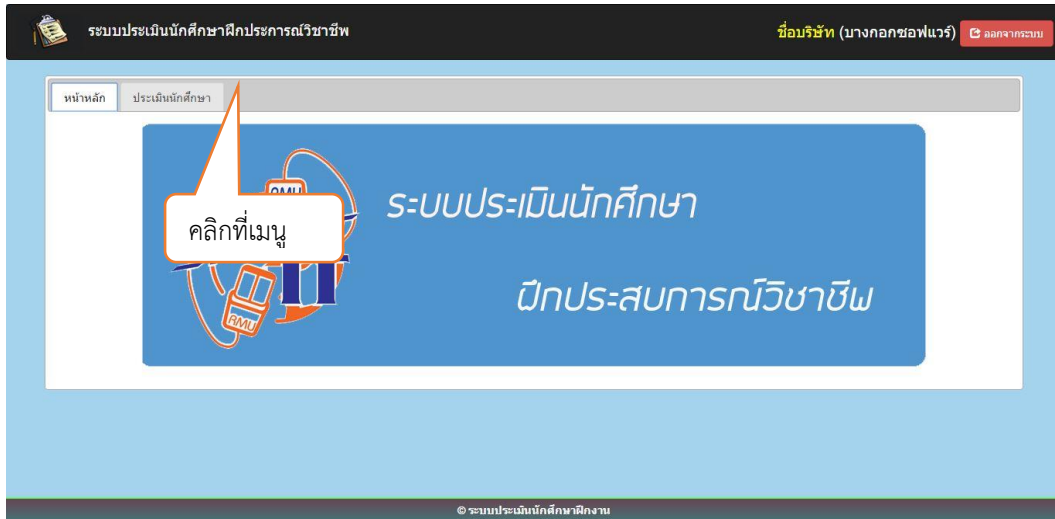 ระบบประเมินนักศึกษาฝึกประการณ์วิชาชีพ
ชื่อบริษัท (บางกอกซอฟแวร์) ออกจากระบบ
หน้าหลัก ประเมินนักศึกษา
RMU
คลิกที่เมนู
IT
RMU
ระบบประเมินนักศึกษา
ฝึกประสบการณ์วิชาชีพ
© ระบบประเมินนักศึกษาฝึกงาน